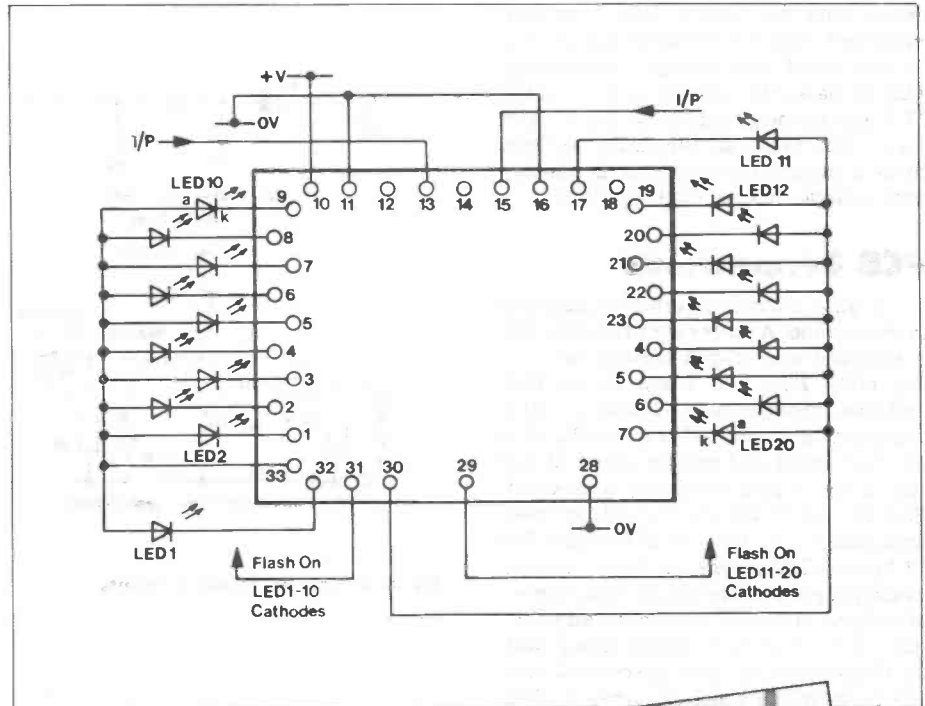 +V
0V
I/P
I/P
LED 11
LED10
a
k
LED12
9
10
11
12
13
14
15
16
17
18
19
8
20
7
21
6
22
5
23
4
4
3
5
2
6
1
7
k
a
LED2
LED20
33
32
31
30
29
28
0V
LED1
Flash On
LED1-10
Cathodes
Flash On
LED11-20
Cathodes